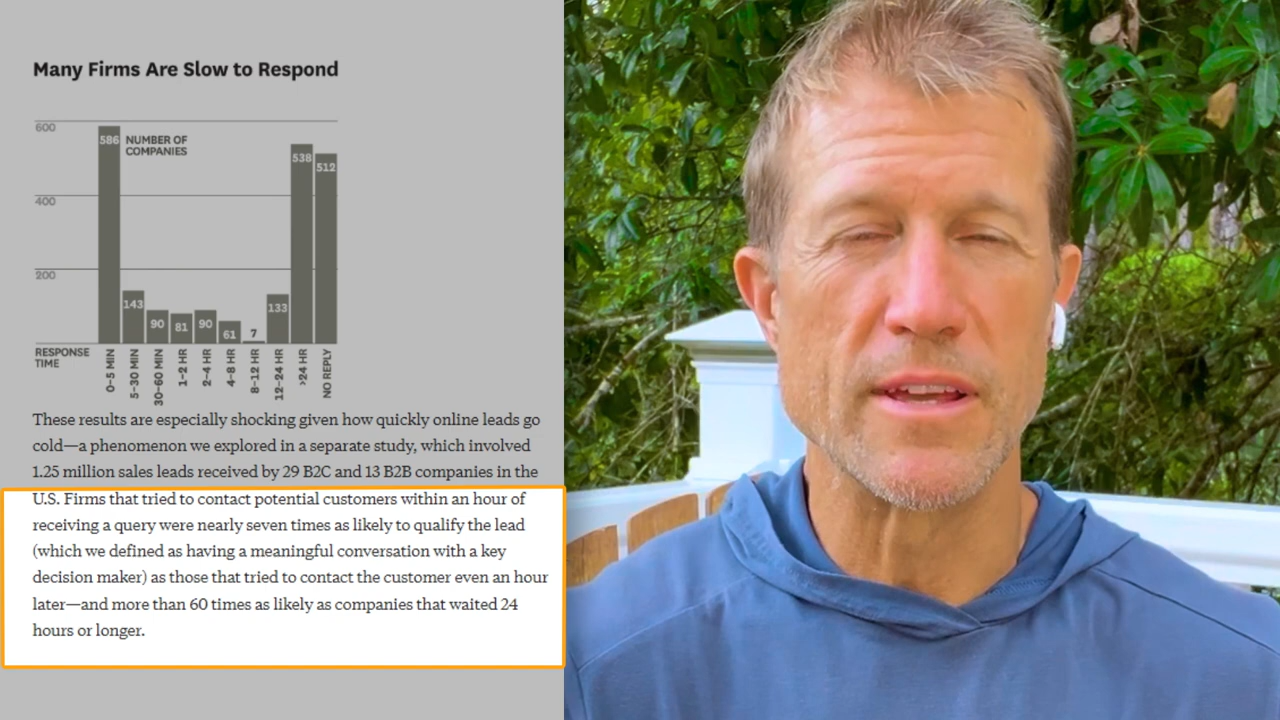 Many Firms Are Slow to Respond
600
586
NUMBER OF
COMPANIES
538
512
400
200
143
90
81
90
61
7
133
RESPONSE
TIME
0–5 MIN
5–30 MIN
30–60 MIN
1–2 HR
2–4 HR
4–8 HR
8–12 HR
12–24 HR
>24 HR
NO REPLY
These results are especially shocking given how quickly online leads go
cold—a phenomenon we explored in a separate study, which involved
1.25 million sales leads received by 29 B2C and 13 B2B companies in the
U.S. Firms that tried to contact potential customers within an hour of
receiving a query were nearly seven times as likely to qualify the lead
(which we defined as having a meaningful conversation with a key
decision maker) as those that tried to contact the customer even an hour
later—and more than 60 times as likely as companies that waited 24
hours or longer.